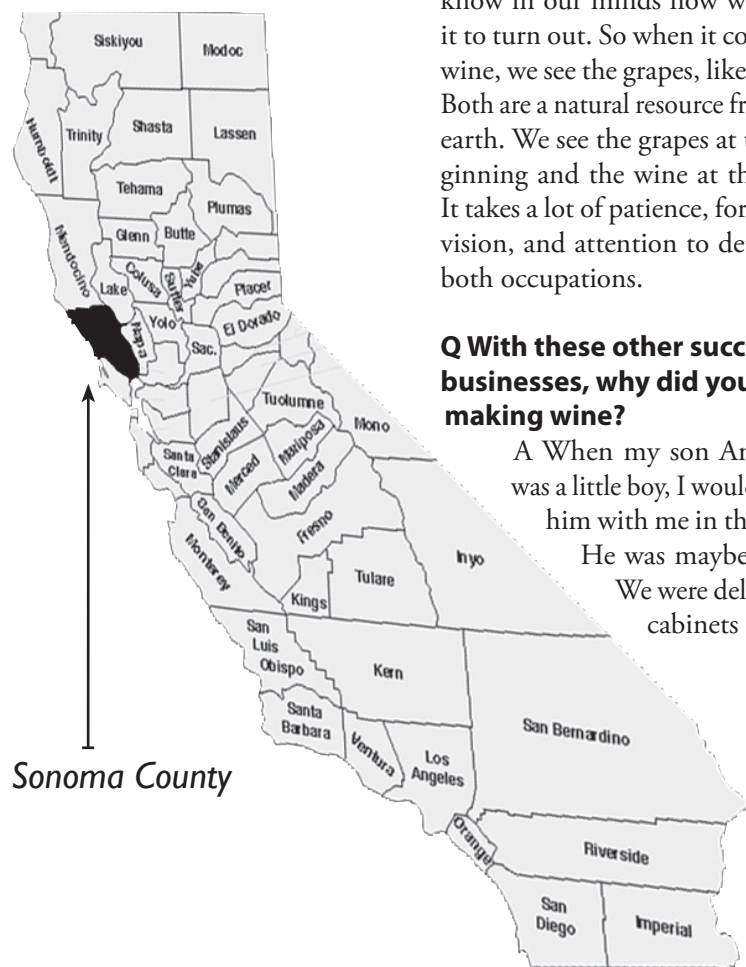 know in our minds how w
it to turn out. So when it co
wine, we see the grapes, like
Both are a natural resource fr
earth. We see the grapes at t
ginning and the wine at th
It takes a lot of patience, for
vision, and attention to de
both occupations.
Q With these other succ
businesses, why did you
making wine?
A When my son An
was a little boy, I would
him with me in th
He was maybe
We were del
cabinets
Siskiyou
Modoc
Humboldt
Trinity
Shasta
Lassen
Tehama
Plumas
Mendocino
Glenn
Butte
Lake
Colusa
Sutter
Yuba
Placer
Napa
Yolo
El Dorado
Sac.
Tuolumne
Mono
Stanislaus
Mariposa
Santa
Clara
Merced
Madera
San Benito
Fresno
Monterey
Inyo
Kings
Tulare
San
Luis
Obispo
Kern
Santa
Barbara
Ventura
Los
Angeles
San Bernardino
Orange
Riverside
San
Diego
Imperial
Sonoma County